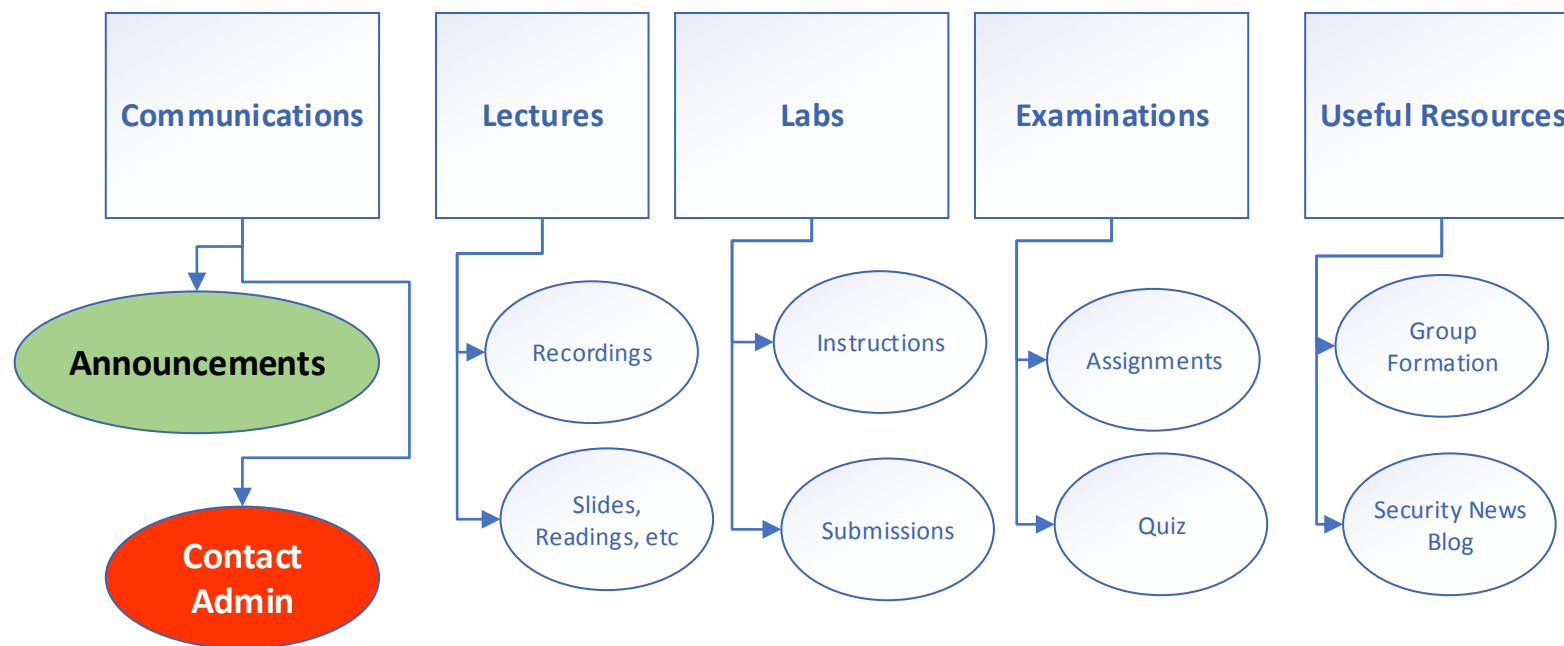 Communications
Lectures
Labs
Examinations
Useful Resources
Announcements
Contact
Admin
Recordings
Slides,
Readings, etc
Instructions
Submissions
Assignments
Quiz
Group
Formation
Security News
Blog